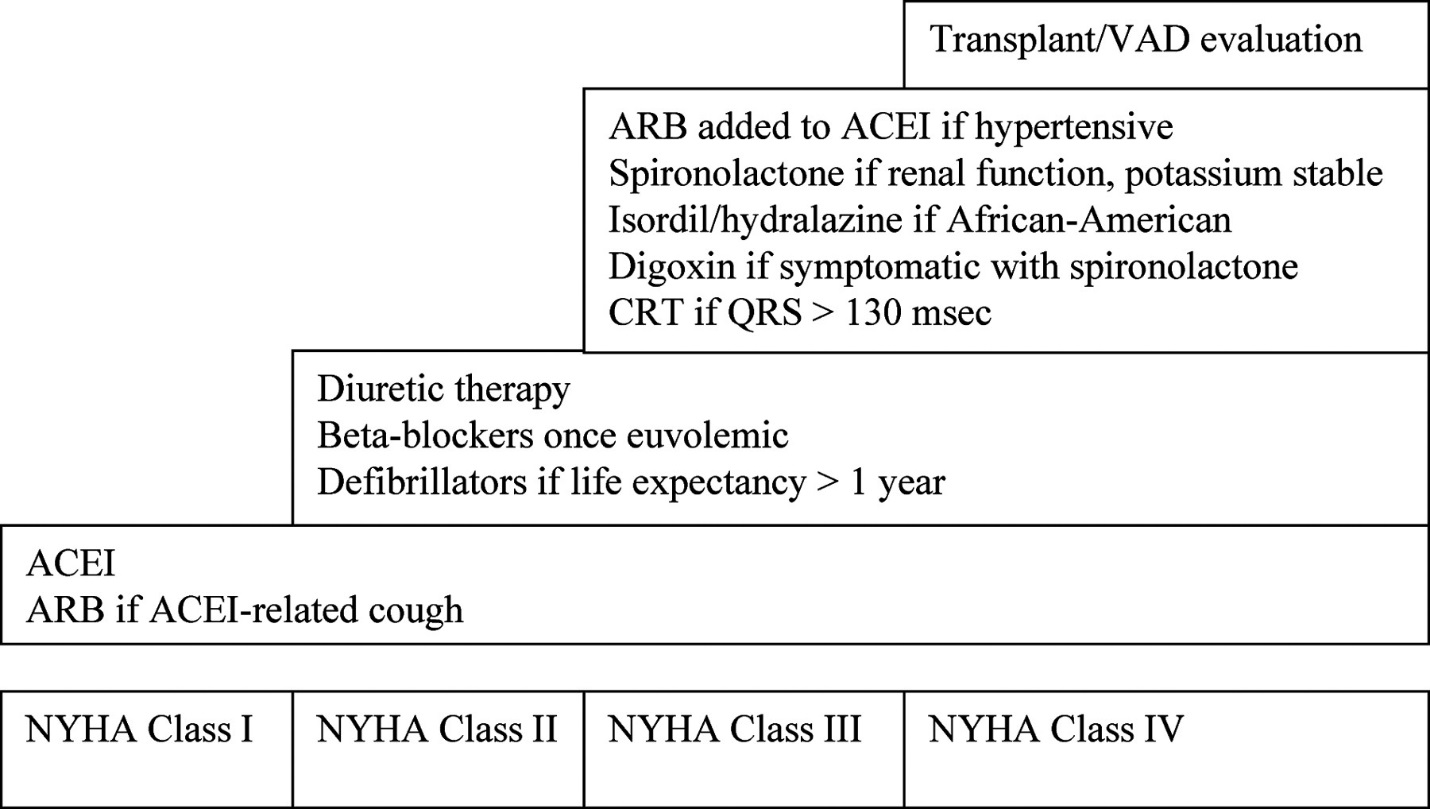 Transplant/VAD evaluation
ARB added to ACEI if hypertensive
Spironolactone if renal function, potassium stable
Isordil/hydralazine if African-American
Digoxin if symptomatic with spironolactone
CRT if QRS > 130 msec
Diuretic therapy
Beta-blockers once euvolemic
Defibrillators if life expectancy > 1 year
ACEI
ARB if ACEI-related cough
NYHA Class I NYHA Class II NYHA Class III NYHA Class IV